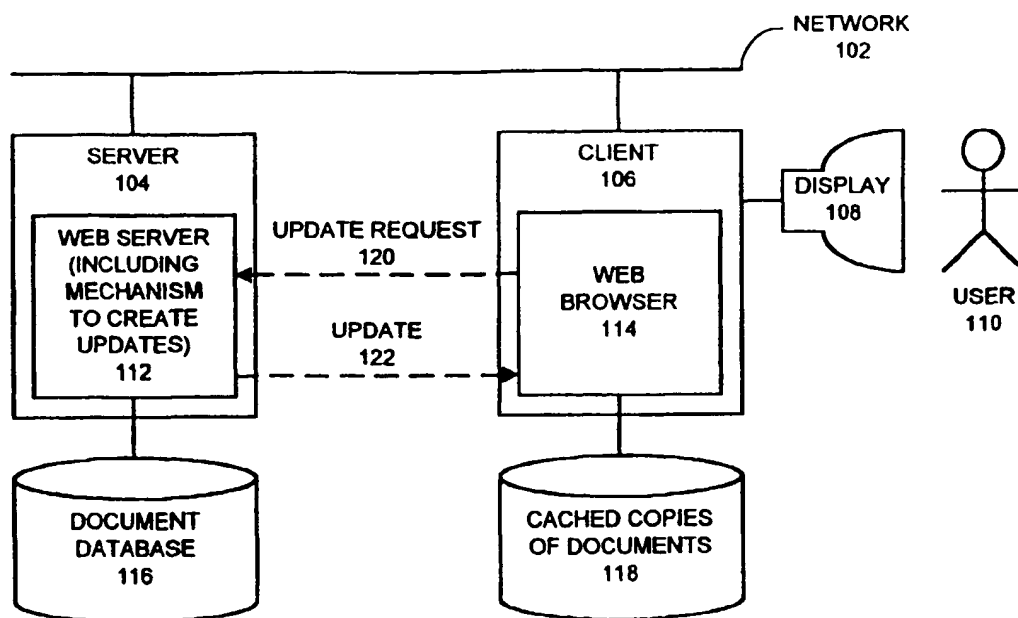 NETWORK
102
SERVER
104
CLIENT
106
DISPLAY
108
WEB SERVER
(INCLUDING
MECHANISM
TO CREATE
UPDATES)
112
UPDATE REQUEST
120
UPDATE
122
WEB
BROWSER
114
USER
110
DOCUMENT
DATABASE
116
CACHED COPIES
OF DOCUMENTS
118